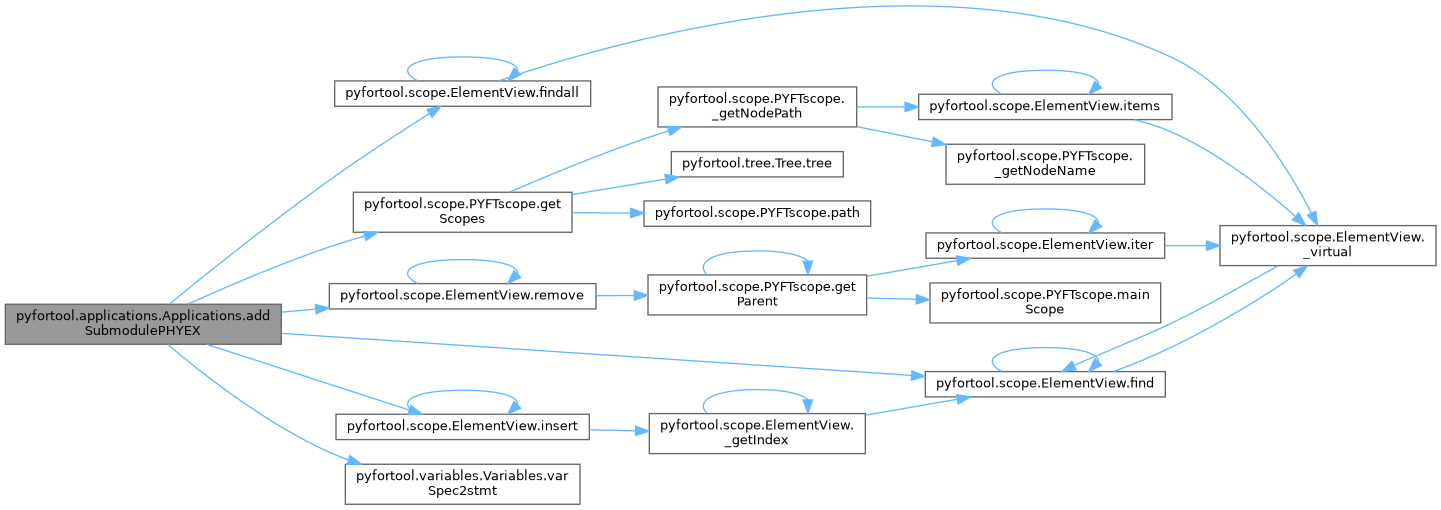 pyfortool.applications.Applications.add
SubmodulePHYEX
pyfortool.scope.ElementView.findall
pyfortool.scope.PYFTscope.get
Scopes
pyfortool.scope.ElementView.remove
pyfortool.scope.ElementView.insert
pyfortool.variables.Variables.var
Spec2stmt
pyfortool.scope.PYFTscope.
_getNodePath
pyfortool.tree.Tree.tree
pyfortool.scope.PYFTscope.path
pyfortool.scope.PYFTscope.get
Parent
pyfortool.scope.ElementView.
_getIndex
pyfortool.scope.ElementView.items
pyfortool.scope.PYFTscope.
_getNodeName
pyfortool.scope.ElementView.iter
pyfortool.scope.PYFTscope.main
Scope
pyfortool.scope.ElementView.find
pyfortool.scope.ElementView.
_virtual